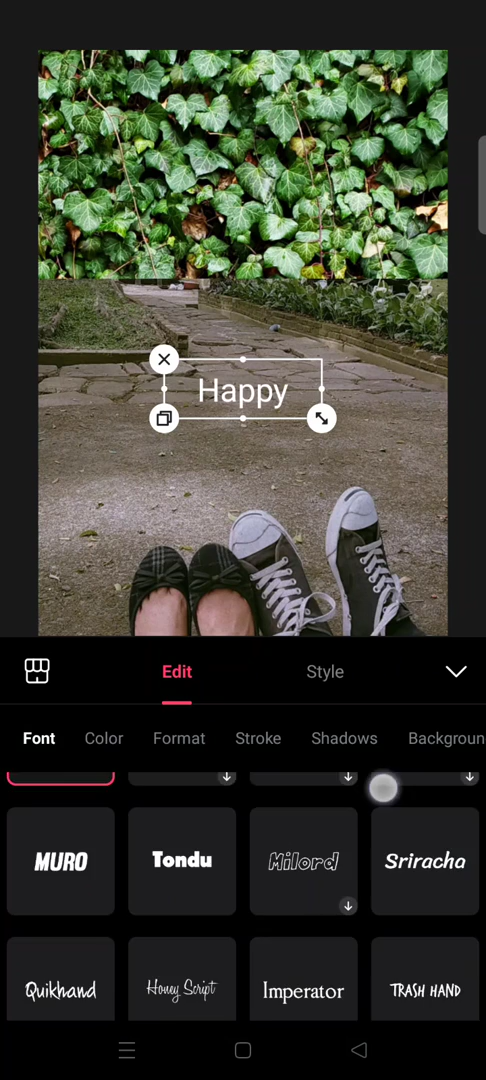 Happy
Edit Style
Font Color Format Stroke Shadows Backgroun
MURO Tondu Milord Sriracha
Quikhand Honey Script Imperator TRASH HAND